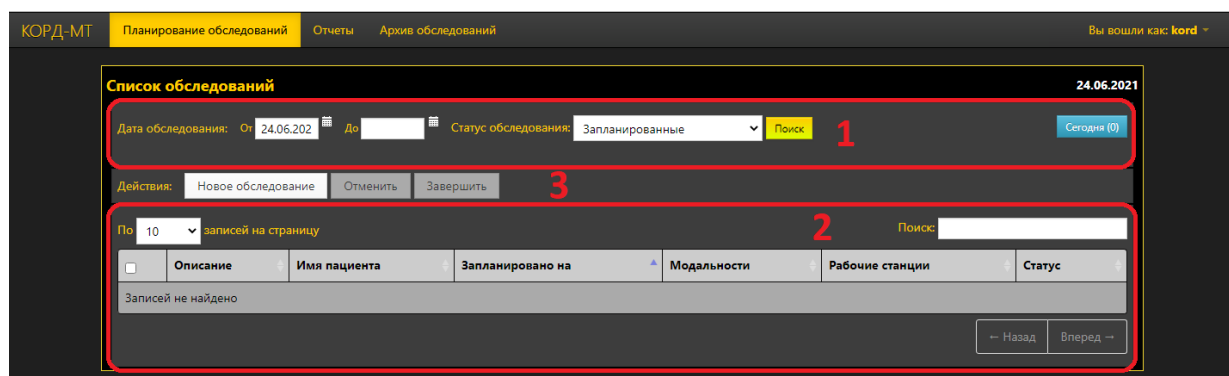 КОРД-МТ Планирование обследований Отчеты Архив обследований Вы вошли как: kord
Список обследований 24.06.2021
Дата обследования: От 24.06.202 До Статус обследования: Запланированные Поиск 1 Сегодня (0)
Действия: Новое обследование Отменить Завершить 3
По 10 записей на страницу 2 Поиск:
Описание Имя пациента Запланировано на Модальности Рабочие станции Статус
Записей не найдено
← Назад Вперед →